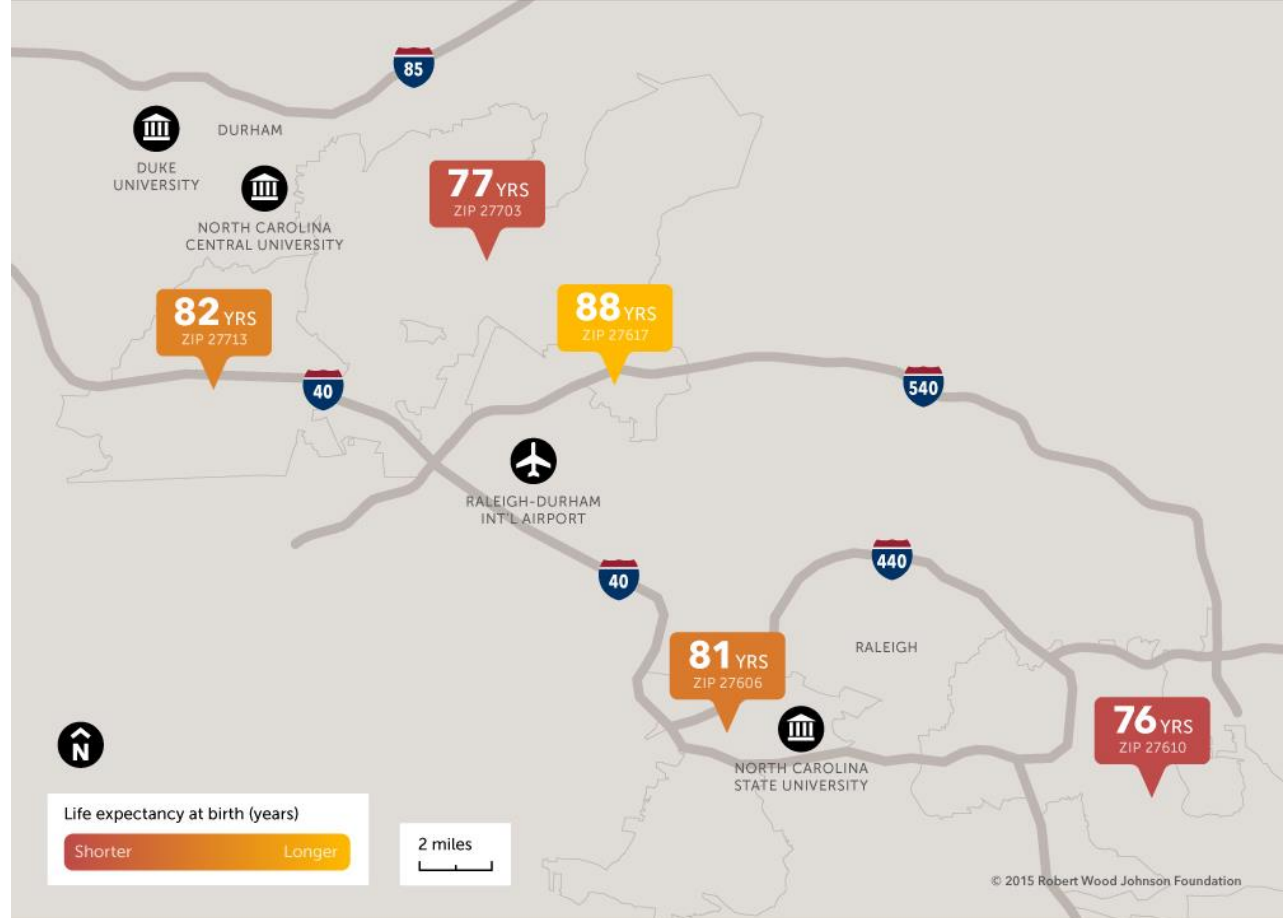 85
DURHAM
DUKE
UNIVERSITY
NORTH CAROLINA
CENTRAL UNIVERSITY
77 YRS
ZIP 27703
82 YRS
ZIP 27713
88 YRS
ZIP 27617
40
540
RALEIGH-DURHAM
INT'L AIRPORT
40
440
RALEIGH
81 YRS
ZIP 27606
76 YRS
ZIP 27610
NORTH CAROLINA
STATE UNIVERSITY
N
Life expectancy at birth (years)
Shorter Longer
2 miles
© 2015 Robert Wood Johnson Foundation